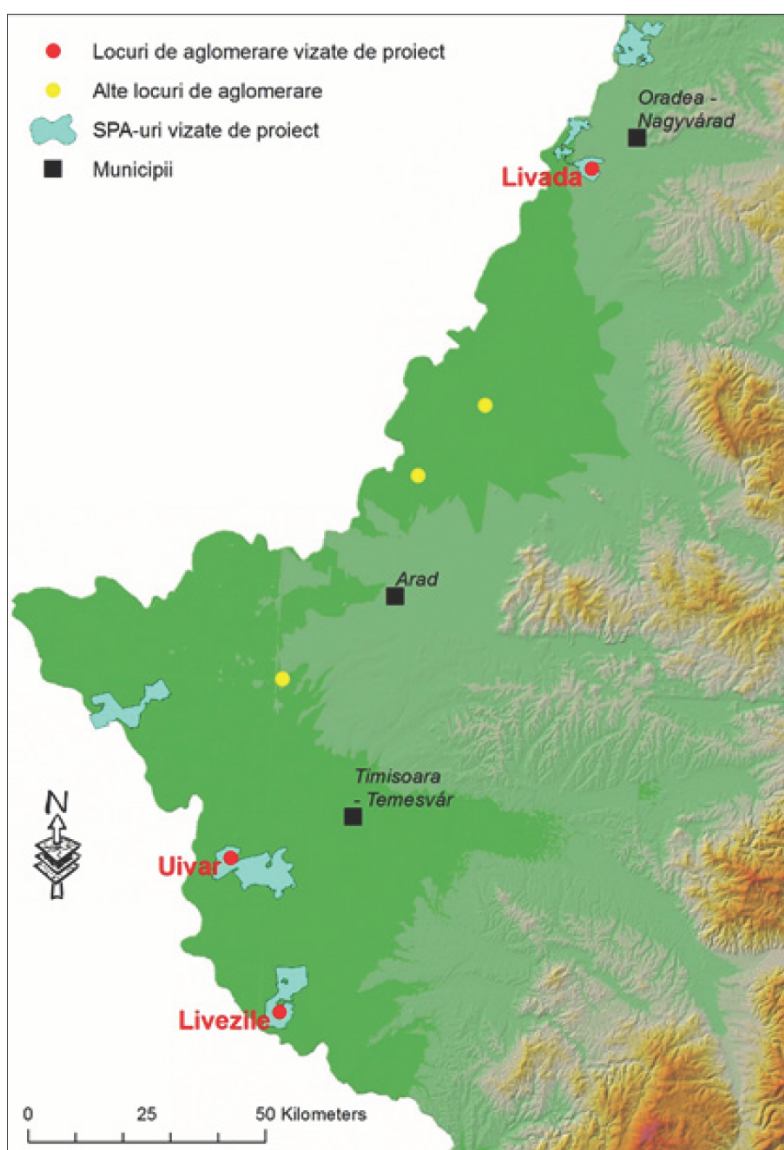 Locuri de aglomerare vizate de proiect
Alte locuri de aglomerare
SPA-uri vizate de proiect
Municipii
Oradea -
Nagyvárad
Livada
Arad
Timisoara
- Temesvár
N
Uivar
Livezile
0 25 50 Kilometers